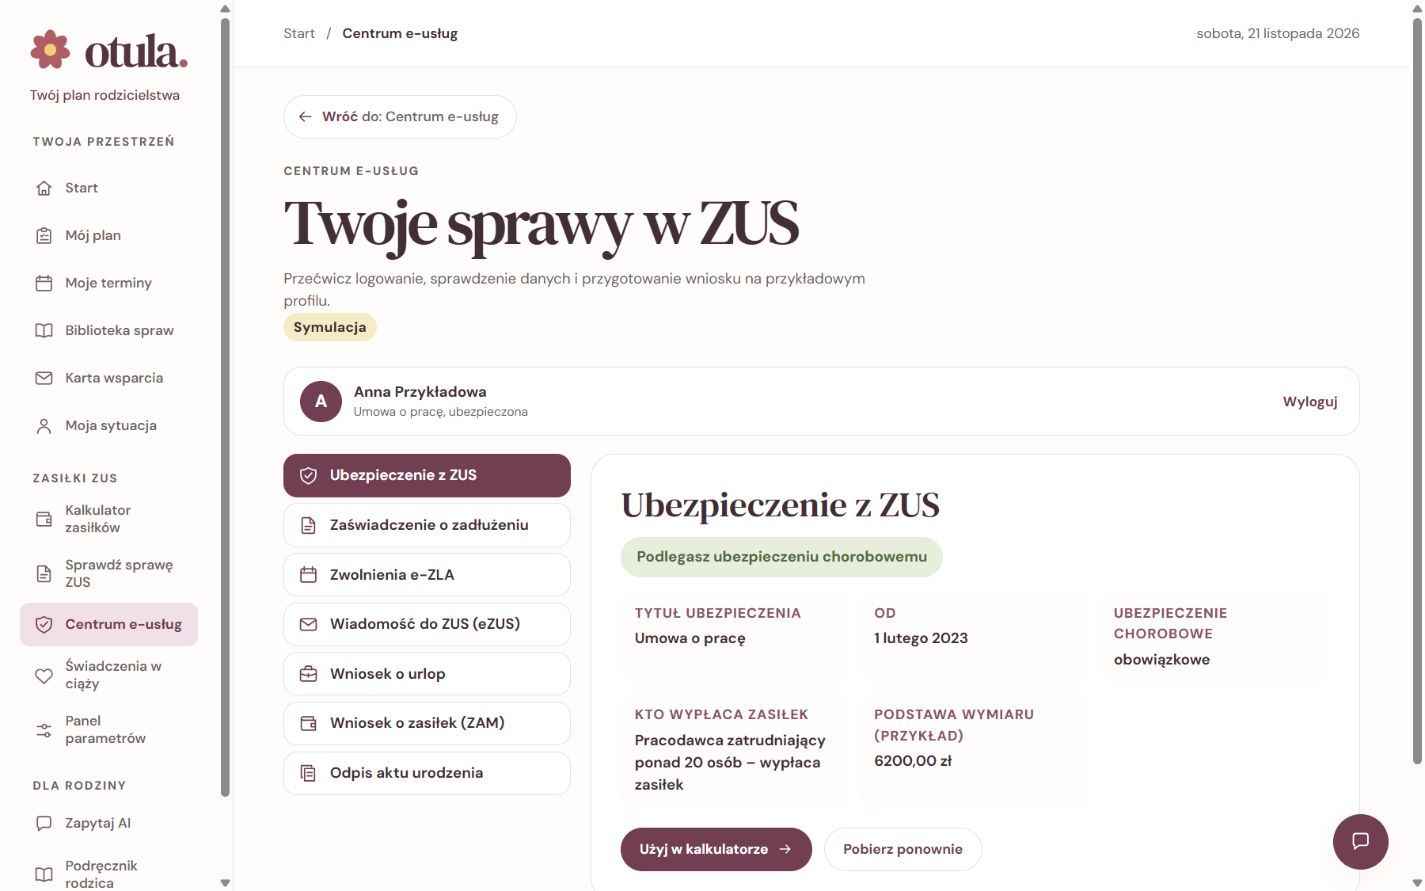 otula.
Twój plan rodzicielstwa
TWOJA PRZESTRZEŃ
Start
Mój plan
Moje terminy
Biblioteka spraw
Karta wsparcia
Moja sytuacja
ZASIŁKI ZUS
Kalkulator
zasiłków
Sprawdź sprawę
ZUS
Centrum e-usług
Świadczenia w
ciąży
Panel
parametrów
DLA RODZINY
Zapytaj AI
Podręcznik
rodzica
Start / Centrum e-usług
sobota, 21 listopada 2026
← Wróć do: Centrum e-usług
CENTRUM E-USŁUG
Twoje sprawy w ZUS
Przećwicz logowanie, sprawdzenie danych i przygotowanie wniosku na przykładowym
profilu.
Symulacja
A
Anna Przykładowa
Umowa o pracę, ubezpieczona
Wyloguj
Ubezpieczenie z ZUS
Zaświadczenie o zadłużeniu
Zwolnienia e-ZLA
Wiadomość do ZUS (eZUS)
Wniosek o urlop
Wniosek o zasiłek (ZAM)
Odpis aktu urodzenia
Ubezpieczenie z ZUS
Podlegasz ubezpieczeniu chorobowemu
TYTUŁ UBEZPIECZENIA
Umowa o pracę
OD
1 lutego 2023
UBEZPIECZENIE
CHOROBOWE
obowiązkowe
KTO WYPŁACA ZASIŁEK
Pracodawca zatrudniający
ponad 20 osób – wypłaca
zasiłek
PODSTAWA WYMIARU
(PRZYKŁAD)
6200,00 zł
Użyj w kalkulatorze →
Pobierz ponownie